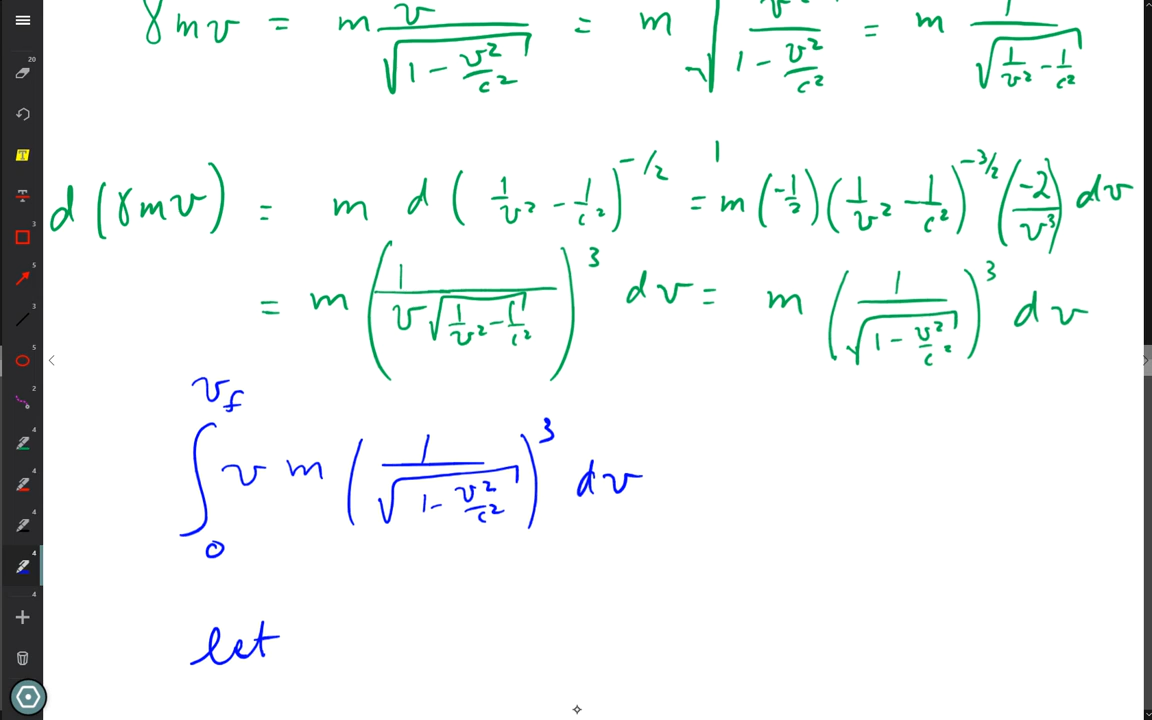 γmv = m v/√(1 - v²/c²) = m √(v²/(1 - v²/c²)) = m 1/√(1/v² - 1/c²)
d(γmv) = m d(1/v² - 1/c²)^(-1/2) = m(-1/2)(1/v² - 1/c²)^(-3/2)(-2/v³) dv
= m(1/(v√(1/v² - 1/c²)))³ dv = m(1/√(1 - v²/c²))³ dv
∫₀^(v_f) v m(1/√(1 - v²/c²))³ dv
let